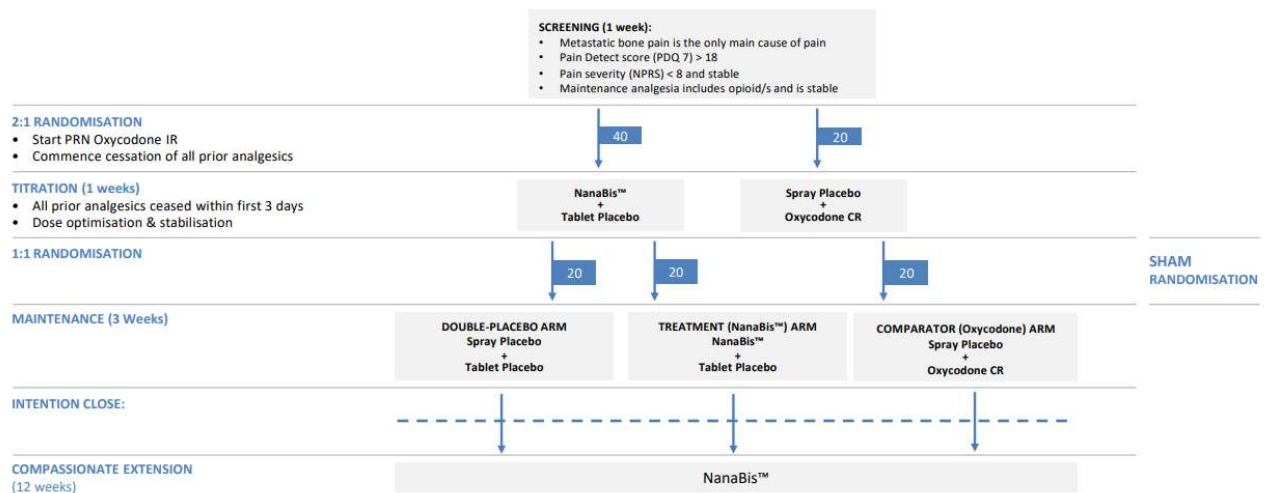 SCREENING (1 week):
• Metastatic bone pain is the only main cause of pain
• Pain Detect score (PDQ 7) > 18
• Pain severity (NPRS) < 8 and stable
• Maintenance analgesia includes opioid/s and is stable
2:1 RANDOMISATION
• Start PRN Oxycodone IR
• Commence cessation of all prior analgesics
40
20
TITRATION (1 weeks)
• All prior analgesics ceased within first 3 days
• Dose optimisation & stabilisation
NanaBis™
+
Tablet Placebo
Spray Placebo
+
Oxycodone CR
1:1 RANDOMISATION
20
20
20
SHAM
RANDOMISATION
MAINTENANCE (3 Weeks)
DOUBLE-PLACEBO ARM
Spray Placebo
+
Tablet Placebo
TREATMENT (NanaBis™) ARM
NanaBis™
+
Tablet Placebo
COMPARATOR (Oxycodone) ARM
Spray Placebo
+
Oxycodone CR
INTENTION CLOSE:
COMPASSIONATE EXTENSION
(12 weeks)
NanaBis™